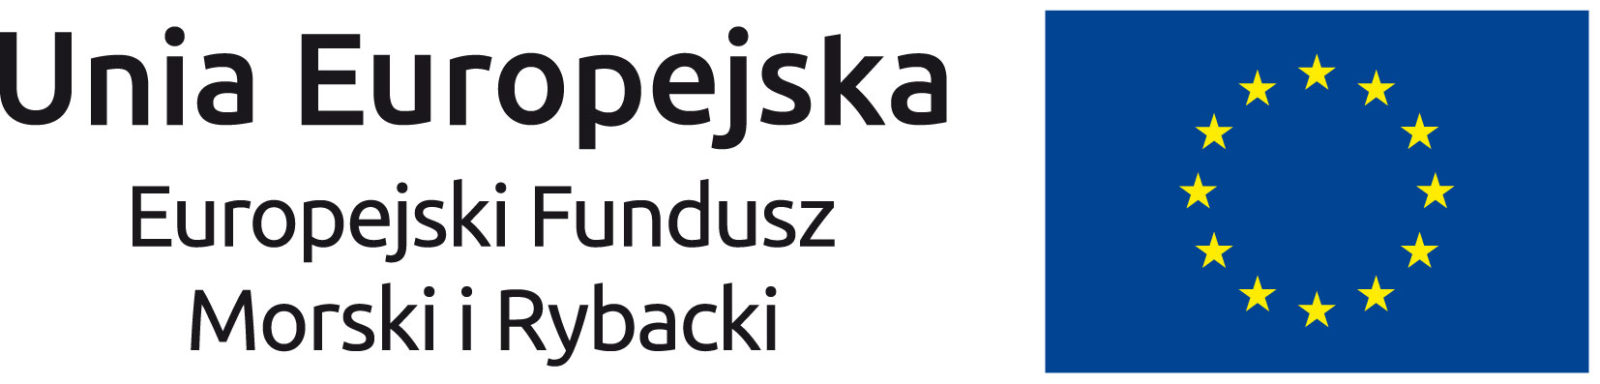 Unia Europejska
Europejski Fundusz
Morski i Rybacki